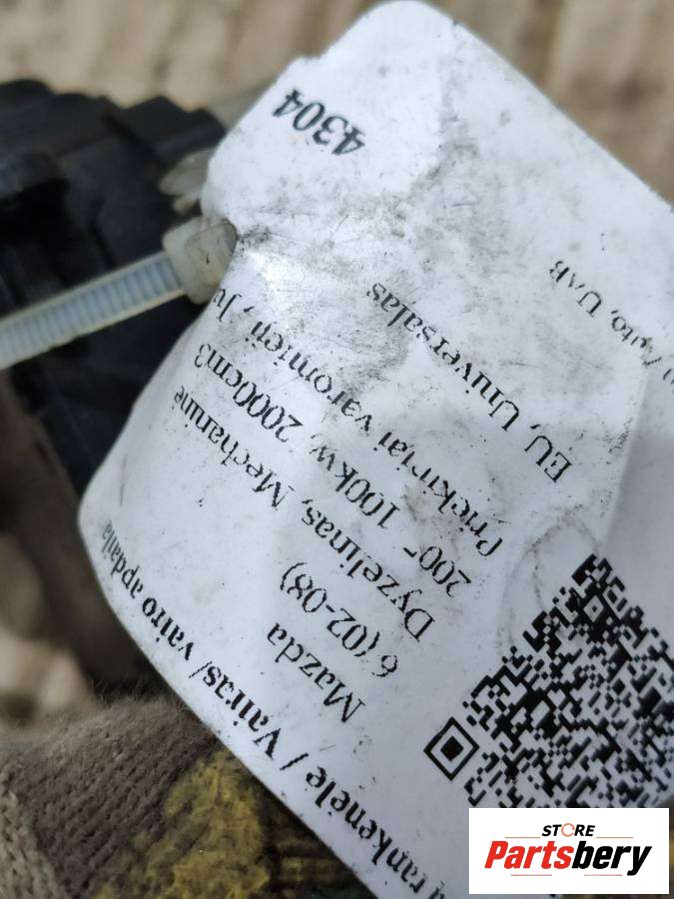 rankenėlė / Vairas/ vairo apdaila
Mazda
6 (02-08)
Dyzelinas, Mechaninė
100kw, 2000cm3
Priekiniai varomieji,
EU, Universalas
Auto, UAB
4304
STORE
Partsbery